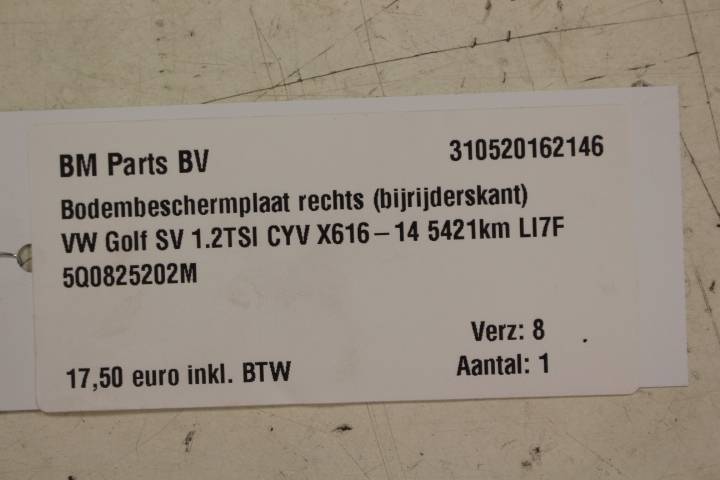 BM Parts BV 310520162146
Bodembeschermplaat rechts (bijrijderskant)
VW Golf SV 1.2TSI CYV X616-14 5421km LI7F
5Q0825202M
Verz: 8
17,50 euro inkl. BTW Aantal: 1